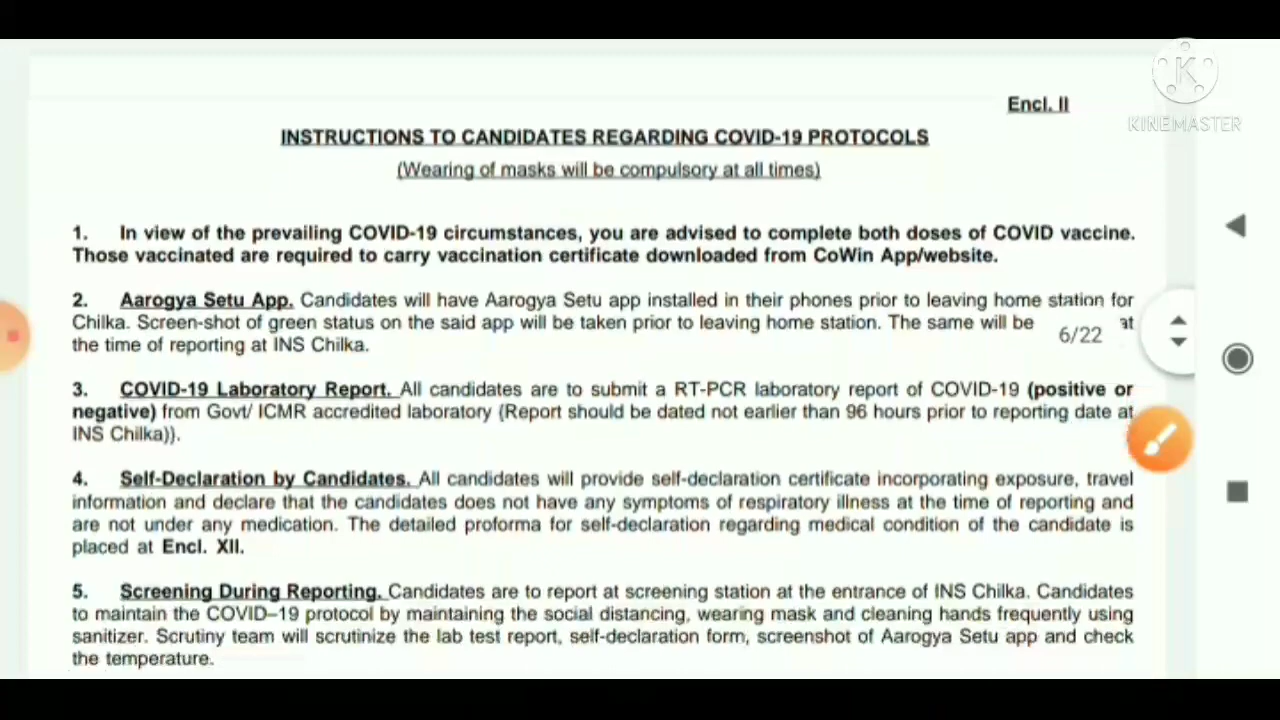 KINEMASTER
Encl. II
INSTRUCTIONS TO CANDIDATES REGARDING COVID-19 PROTOCOLS
(Wearing of masks will be compulsory at all times)
1. In view of the prevailing COVID-19 circumstances, you are advised to complete both doses of COVID vaccine.
Those vaccinated are required to carry vaccination certificate downloaded from CoWin App/website.
2. Aarogya Setu App. Candidates will have Aarogya Setu app installed in their phones prior to leaving home station for
Chilka. Screen-shot of green status on the said app will be taken prior to leaving home station. The same will be
6/22
the time of reporting at INS Chilka.
3. COVID-19 Laboratory Report. All candidates are to submit a RT-PCR laboratory report of COVID-19 (positive or
negative) from Govt/ ICMR accredited laboratory (Report should be dated not earlier than 96 hours prior to reporting date at
INS Chilka)).
4. Self-Declaration by Candidates. All candidates will provide self-declaration certificate incorporating exposure, travel
information and declare that the candidates does not have any symptoms of respiratory illness at the time of reporting and
are not under any medication. The detailed proforma for self-declaration regarding medical condition of the candidate is
placed at Encl. XII.
5. Screening During Reporting. Candidates are to report at screening station at the entrance of INS Chilka. Candidates
to maintain the COVID–19 protocol by maintaining the social distancing, wearing mask and cleaning hands frequently using
sanitizer. Scrutiny team will scrutinize the lab test report, self-declaration form, screenshot of Aarogya Setu app and check
the temperature.